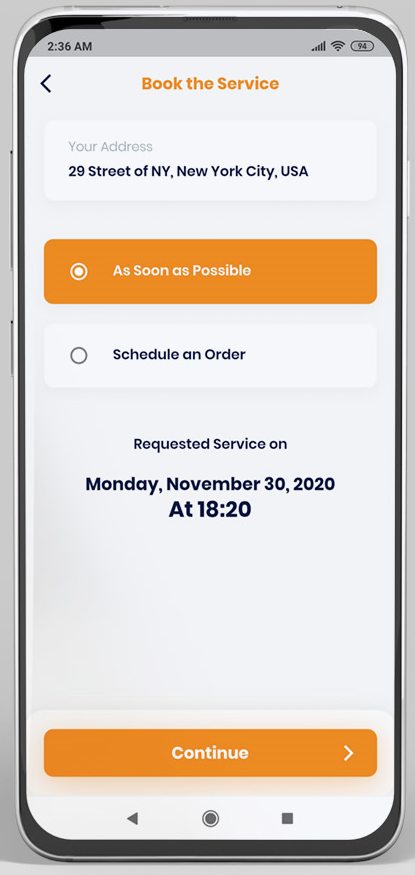 2:36 AM 94
Book the Service
Your Address
29 Street of NY, New York City, USA
As Soon as Possible
Schedule an Order
Requested Service on
Monday, November 30, 2020
At 18:20
Continue